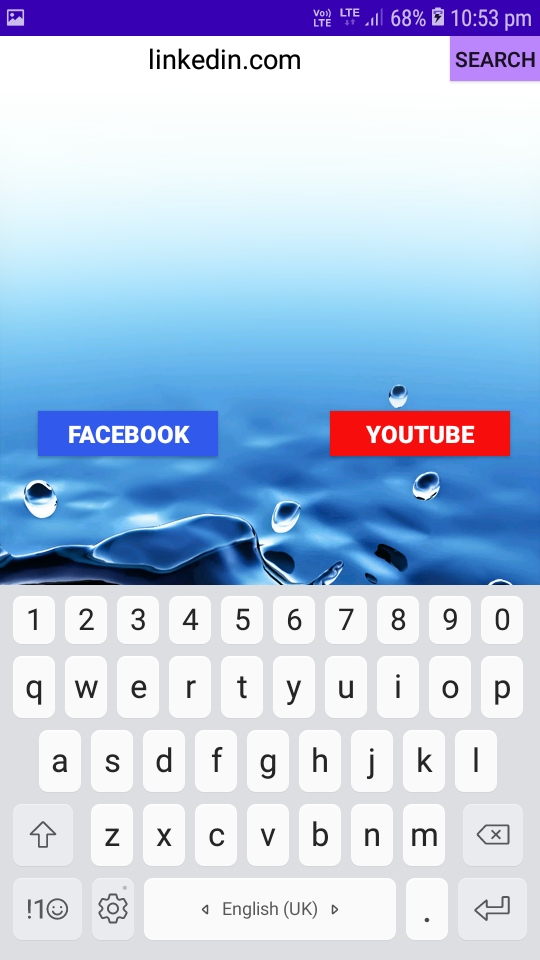 Vo)) LTE LTE 68% 10:53 pm
linkedin.com SEARCH
FACEBOOK YOUTUBE
1 2 3 4 5 6 7 8 9 0
q w e r t y u i o p
a s d f g h j k l
z x c v b n m
!1☺ English (UK) .